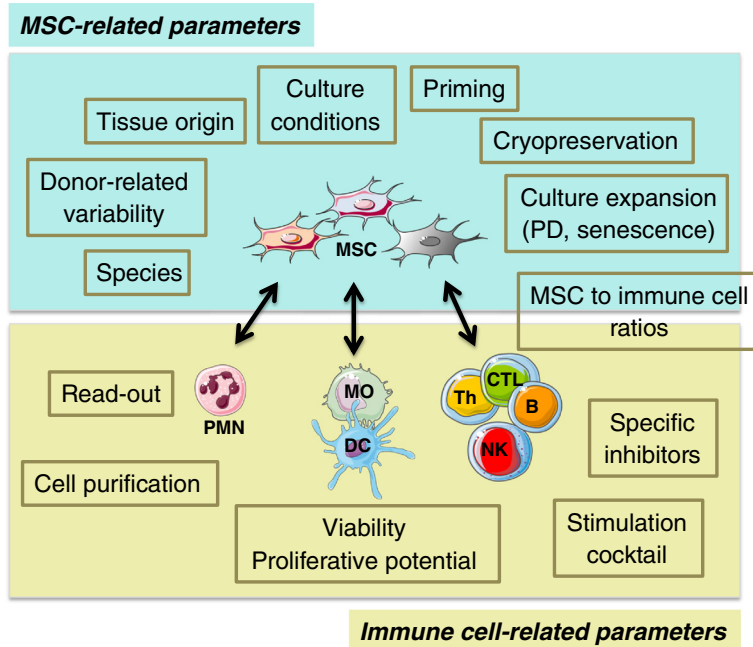 MSC-related parameters
Culture
conditions
Priming
Tissue origin
Cryopreservation
Donor-related
variability
Culture expansion
(PD, senescence)
MSC
Species
MSC to immune cell
ratios
Read-out
PMN
MO
DC
Th
CTL
B
NK
Specific
inhibitors
Cell purification
Viability
Proliferative potential
Stimulation
cocktail
Immune cell-related parameters